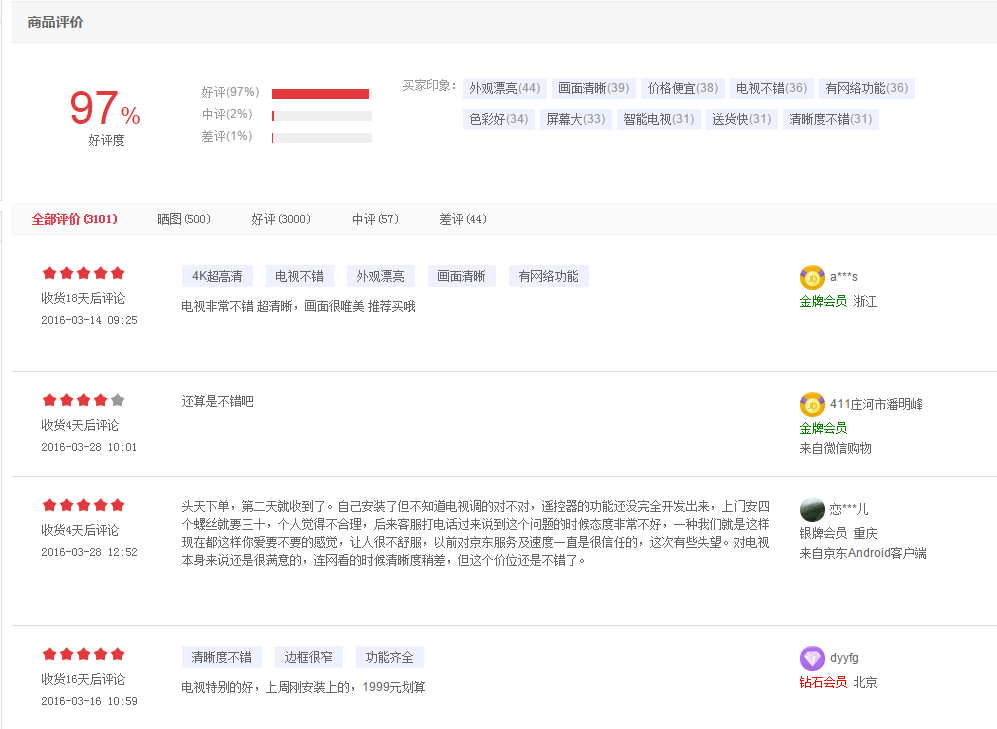 商品评价
97%
好评度
好评(97%)
中评(2%)
差评(1%)
买家印象：
外观漂亮(44) 画面清晰(39) 价格便宜(38) 电视不错(36) 有网络功能(36)
色彩好(34) 屏幕大(33) 智能电视(31) 送货快(31) 清晰度不错(31)
全部评价(3101) 晒图(500) 好评(3000) 中评(57) 差评(44)
收货18天后评论
2016-03-14 09:25
4K超高清 电视不错 外观漂亮 画面清晰 有网络功能
电视非常不错 超清晰，画面很唯美 推荐买哦
a***s
金牌会员 浙江
收货4天后评论
2016-03-28 10:01
还算是不错吧
411庄河市潘明峰
金牌会员
来自微信购物
收货4天后评论
2016-03-28 12:52
头天下单，第二天就收到了。自己安装了但不知道电视调的对不对，遥控器的功能还没完全开发出来，上门安四
个螺丝就要三十，个人觉得不合理，后来客服打电话过来说到这个问题的时候态度非常不好，一种我们就是这样
现在都这样你爱要不要的感觉，让人很不舒服，以前对京东服务及速度一直是很信任的，这次有些失望。对电视
本身来说还是很满意的，连网看的时候清晰度稍差，但这个价位还是不错了。
恋***儿
银牌会员 重庆
来自京东Android客户端
收货16天后评论
2016-03-16 10:59
清晰度不错 边框很窄 功能齐全
电视特别的好，上周刚安装上的，1999元划算
dyyfg
钻石会员 北京